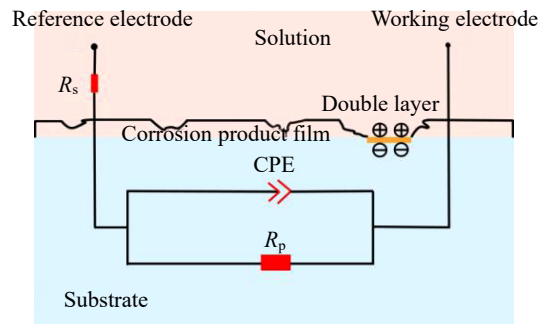 Reference electrode
Working electrode
Solution
Rs
Double layer
Corrosion product film
CPE
Rp
Substrate